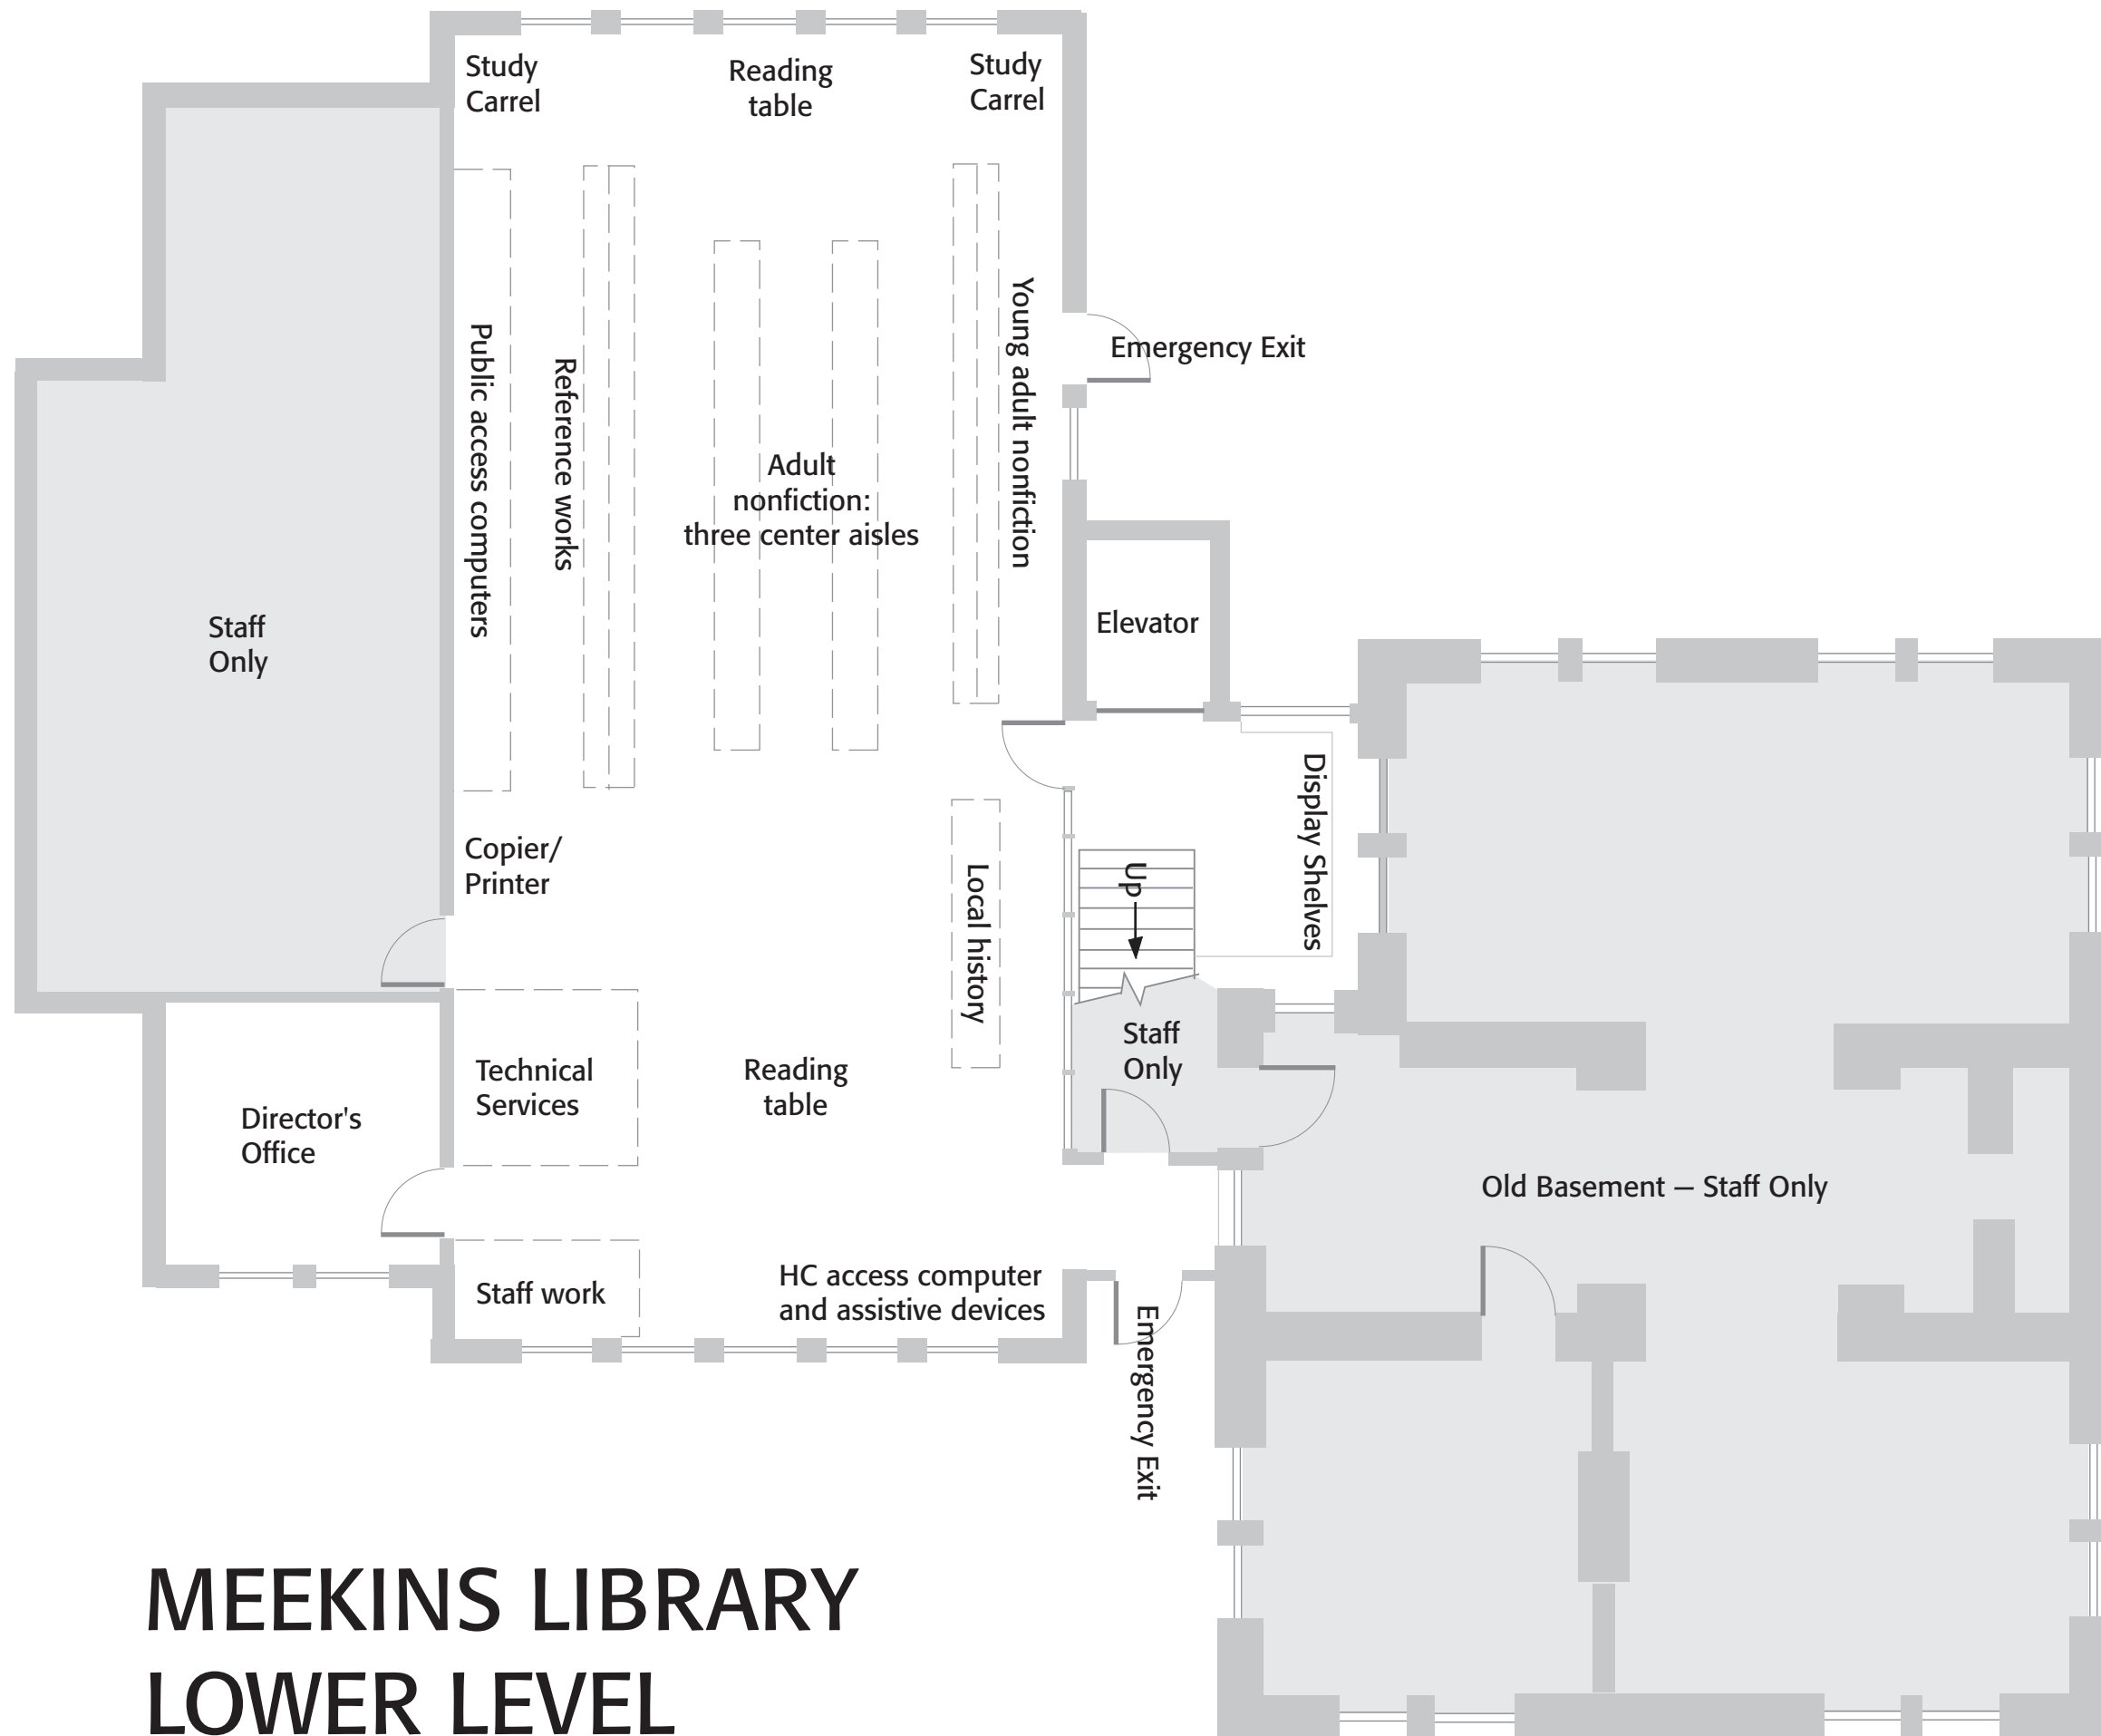 Study
Carrel
Reading
table
Study
Carrel
Public access computers
Reference works
Adult
nonfiction:
three center aisles
Young adult nonfiction
Emergency Exit
Elevator
Staff
Only
Display Shelves
Copier/
Printer
Local history
Up
Staff
Only
Technical
Services
Reading
table
Director's
Office
Old Basement — Staff Only
Staff work
HC access computer
and assistive devices
Emergency Exit
MEEKINS LIBRARY
LOWER LEVEL